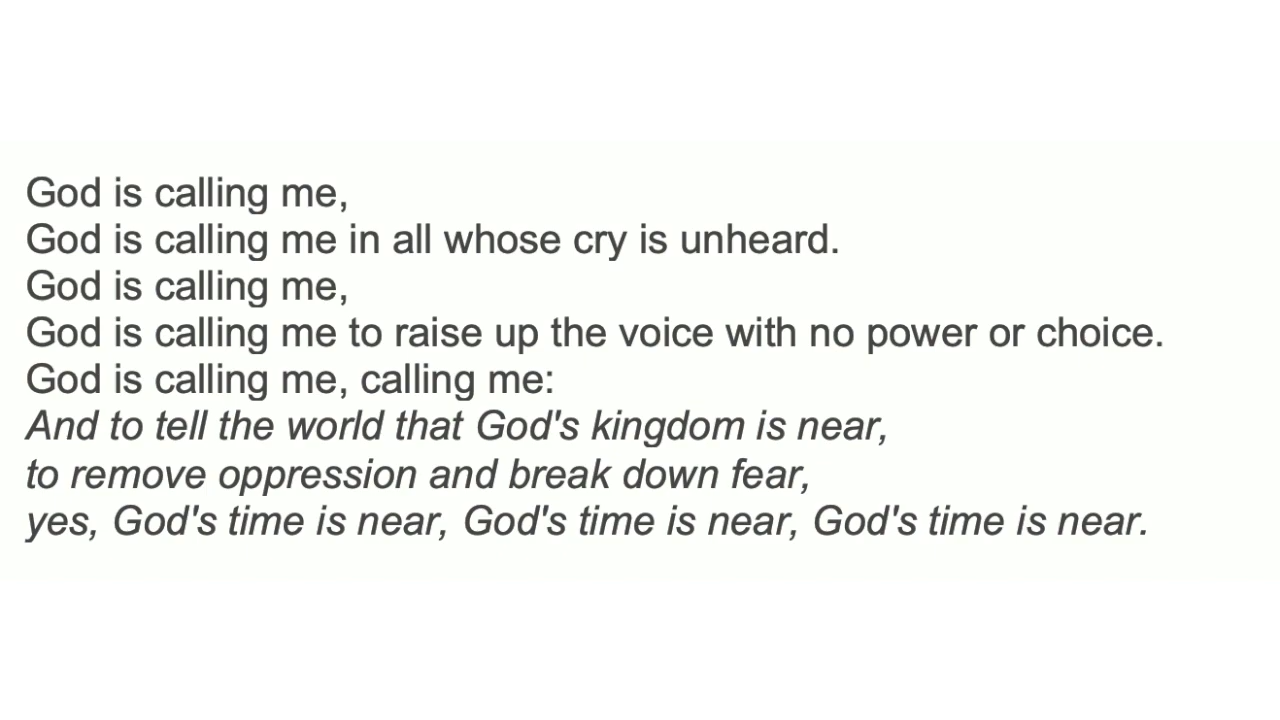 God is calling me,
God is calling me in all whose cry is unheard.
God is calling me,
God is calling me to raise up the voice with no power or choice.
God is calling me, calling me:
And to tell the world that God's kingdom is near,
to remove oppression and break down fear,
yes, God's time is near, God's time is near, God's time is near.